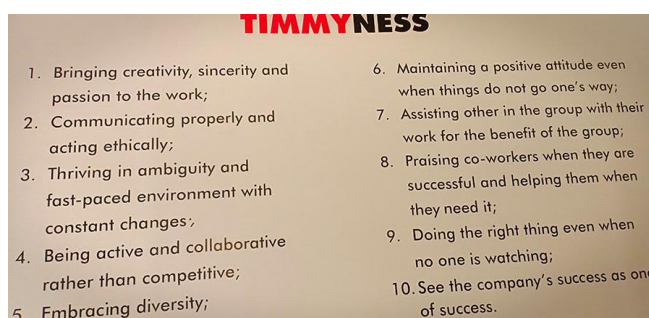 TIMMYNESS
1. Bringing creativity, sincerity and
passion to the work;
2. Communicating properly and
acting ethically;
3. Thriving in ambiguity and
fast-paced environment with
constant changes;
4. Being active and collaborative
rather than competitive;
5. Embracing diversity;
6. Maintaining a positive attitude even
when things do not go one's way;
7. Assisting other in the group with their
work for the benefit of the group;
8. Praising co-workers when they are
successful and helping them when
they need it;
9. Doing the right thing even when
no one is watching;
10. See the company's success as
of success.